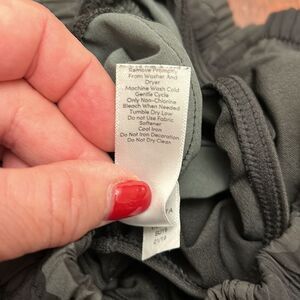 Remove Promptly
From Washer And
Dryer
Machine Wash Cold
Gentle Cycle
Only Non-Chlorine
Bleach When Needed
Tumble Dry Low
Do not Use Fabric
Softener
Cool Iron
Do Not Iron Decoration
Do Not Dry Clean